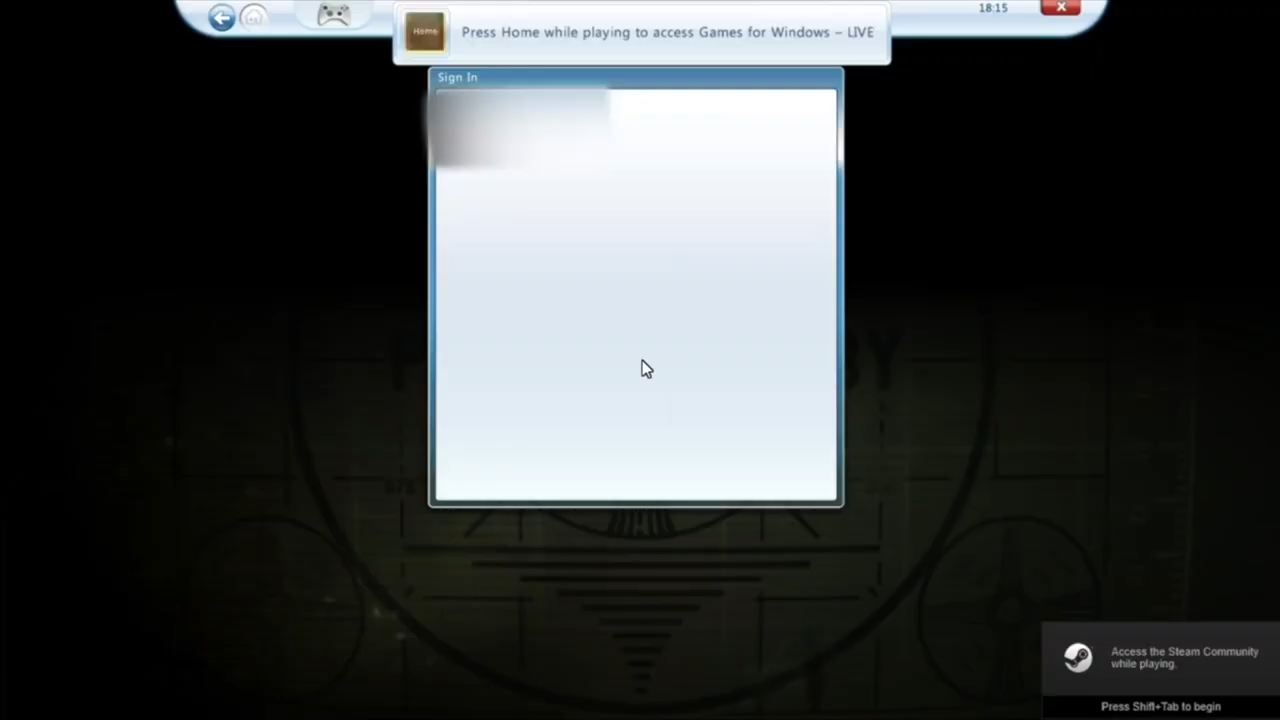 18:15
Home
Press Home while playing to access Games for Windows – LIVE
Sign In
Access the Steam Community
while playing.
Press Shift+Tab to begin